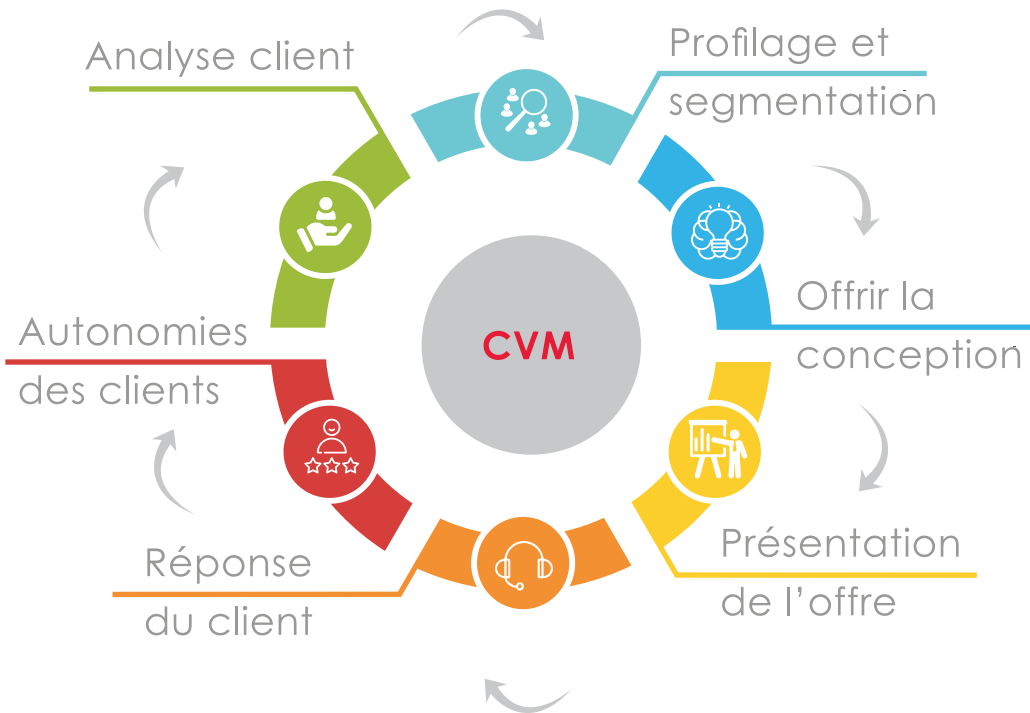 Analyse client
Profilage et
segmentation
Offrir la
conception
Présentation
de l'offre
Réponse
du client
Autonomies
des clients
CVM